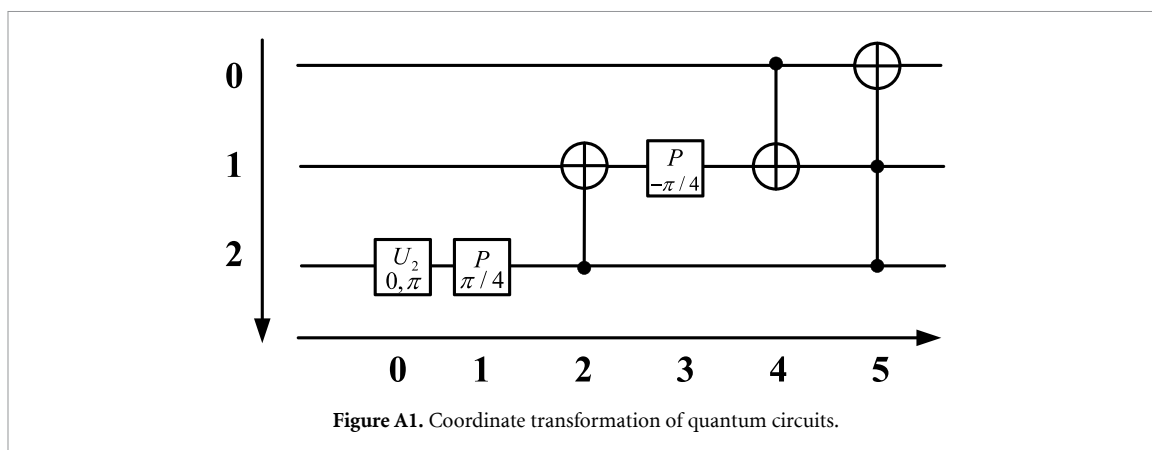 0
1
P
−π/4
2
U₂
0, π
P
π/4
0 1 2 3 4 5
Figure A1. Coordinate transformation of quantum circuits.